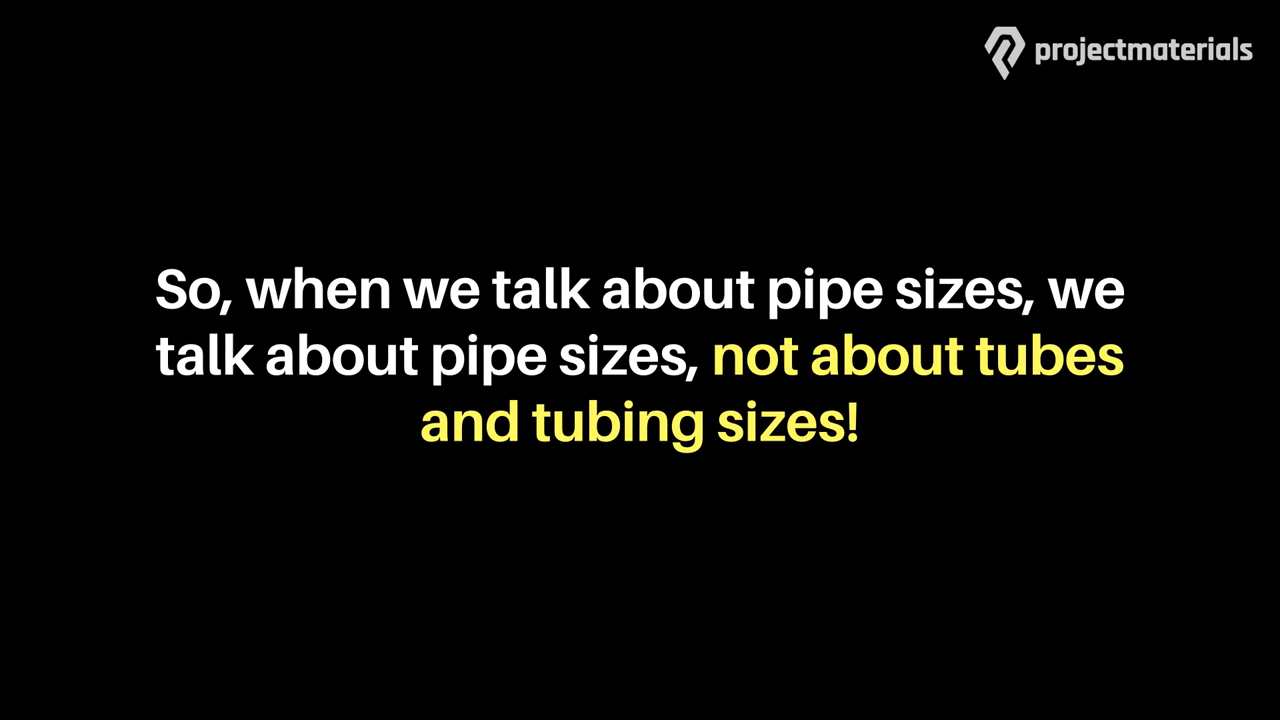 projectmaterials
So, when we talk about pipe sizes, we
talk about pipe sizes, not about tubes
and tubing sizes!